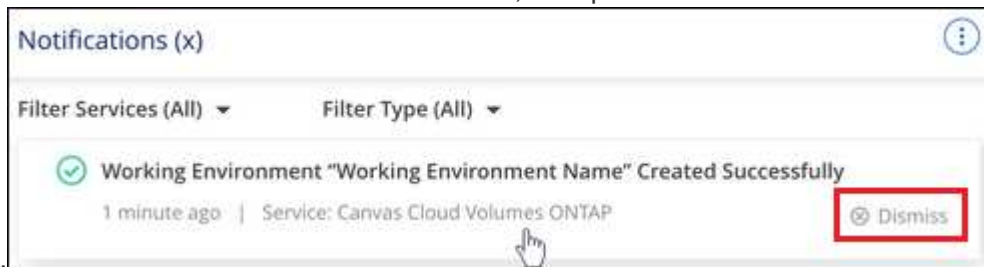 Notifications (x)
Filter Services (All) Filter Type (All)
Working Environment “Working Environment Name” Created Successfully
1 minute ago | Service: Canvas Cloud Volumes ONTAP Dismiss